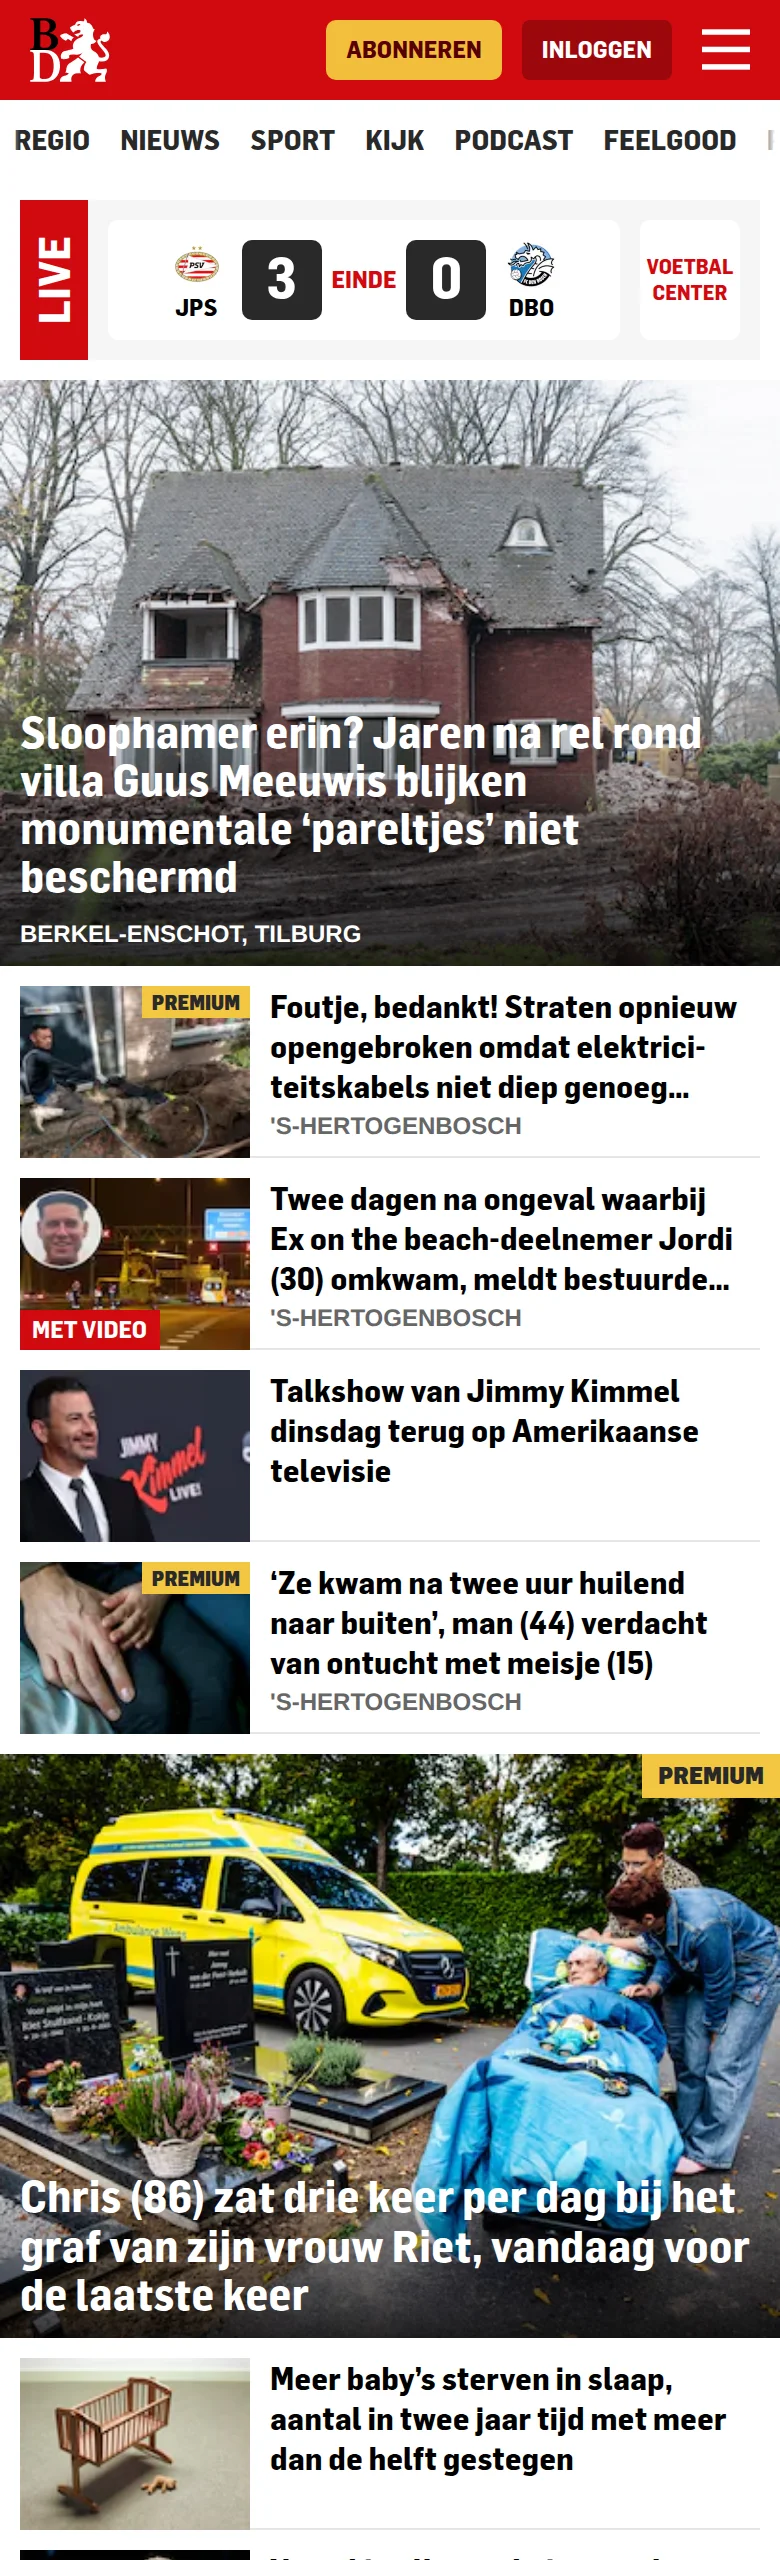 BD
ABONNEREN
INLOGGEN
REGIO NIEUWS SPORT KIJK PODCAST FEELGOOD
LIVE
PSV
JPS
3
EINDE
0
DBO
VOETBAL
CENTER
Sloophamer erin? Jaren na rel rond
villa Guus Meeuwis blijken
monumentale ‘pareltjes’ niet
beschermd
BERKEL-ENSCHOT, TILBURG
PREMIUM
Foutje, bedankt! Straten opnieuw
opengebroken omdat elektrici-
teitskabels niet diep genoeg...
'S-HERTOGENBOSCH
MET VIDEO
Twee dagen na ongeval waarbij
Ex on the beach-deelnemer Jordi
(30) omkwam, meldt bestuurde...
'S-HERTOGENBOSCH
JIMMY
Kimmel
LIVE!
Talkshow van Jimmy Kimmel
dinsdag terug op Amerikaanse
televisie
PREMIUM
‘Ze kwam na twee uur huilend
naar buiten’, man (44) verdacht
van ontucht met meisje (15)
'S-HERTOGENBOSCH
PREMIUM
Ambulance Wens
Chris (86) zat drie keer per dag bij het
graf van zijn vrouw Riet, vandaag voor
de laatste keer
Meer baby’s sterven in slaap,
aantal in twee jaar tijd met meer
dan de helft gestegen